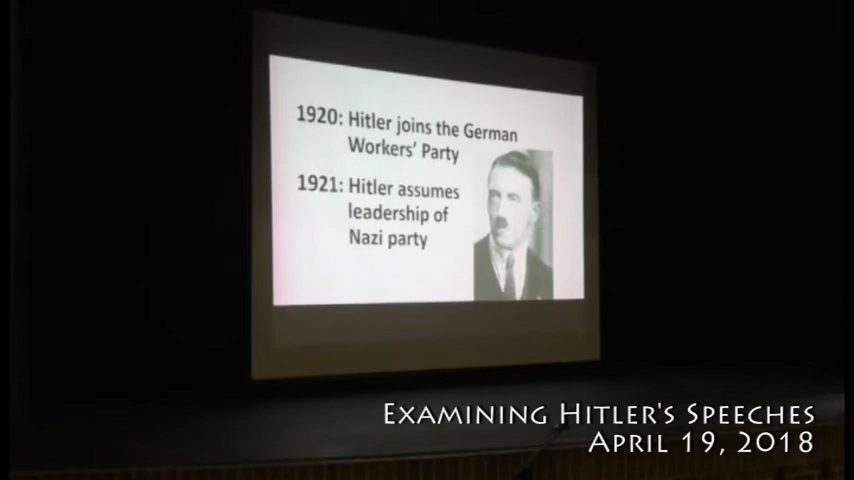 1920: Hitler joins the German
Workers' Party
1921: Hitler assumes
leadership of
Nazi party
Examining Hitler's Speeches
April 19, 2018